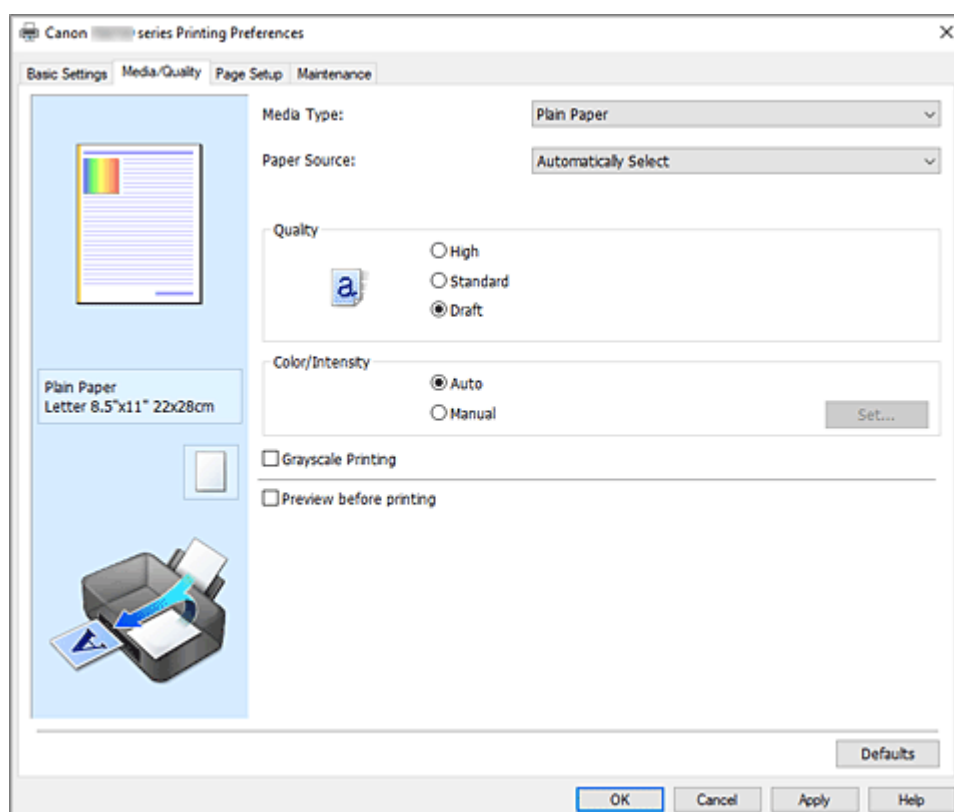 Canon series Printing Preferences
Basic Settings Media/Quality Page Setup Maintenance
Media Type: Plain Paper
Paper Source: Automatically Select
Quality
High
a Standard
Draft
Color/Intensity
Auto
Manual Set...
Plain Paper
Letter 8.5"x11" 22x28cm
Grayscale Printing
Preview before printing
A
Defaults
OK Cancel Apply Help